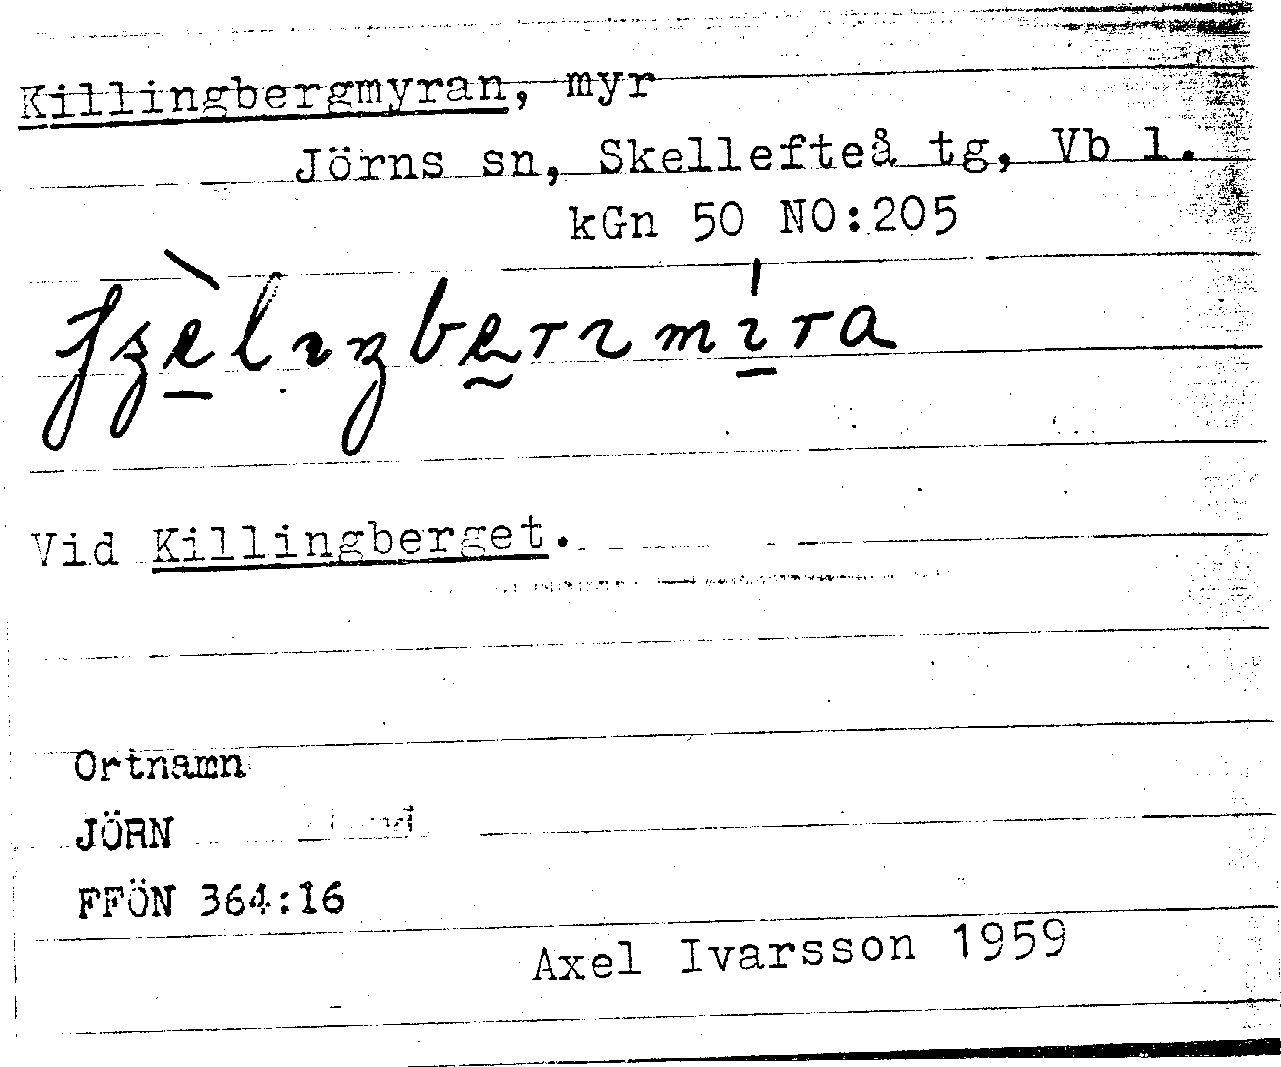 Killingbergmyran, myr
Jörns sn, Skellefteå tg, Vb l.
kGn 50 NO:205
Vid Killingberget.
Ortnamn
JÖRN
FFÖN 364:16
Axel Ivarsson 1959